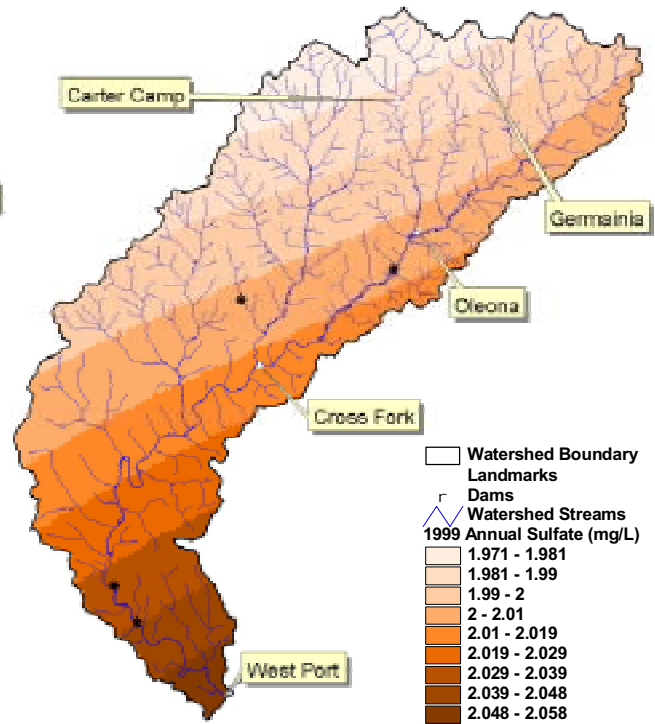 Carter Camp
Germainia
Oleona
Cross Fork
West Port
Watershed Boundary
Landmarks
r Dams
Watershed Streams
1999 Annual Sulfate (mg/L)
1.971 - 1.981
1.981 - 1.99
1.99 - 2
2 - 2.01
2.01 - 2.019
2.019 - 2.029
2.029 - 2.039
2.039 - 2.048
2.048 - 2.058